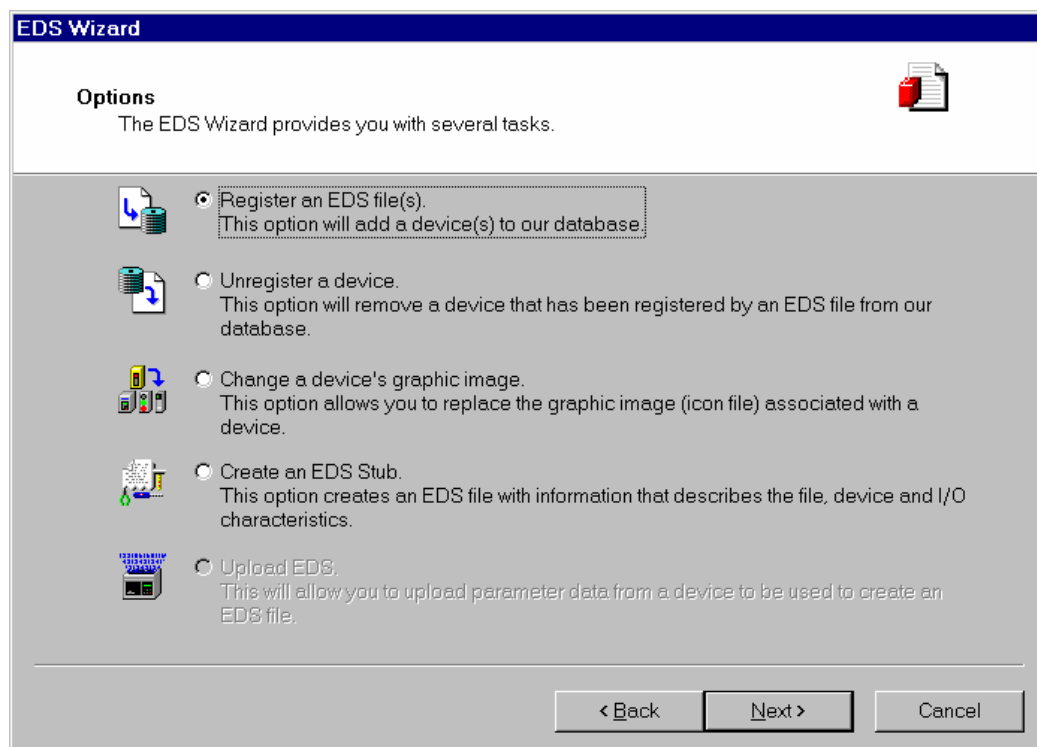 EDS Wizard
Options
The EDS Wizard provides you with several tasks.
Register an EDS file(s).
This option will add a device(s) to our database.
Unregister a device.
This option will remove a device that has been registered by an EDS file from our
database.
Change a device's graphic image.
This option allows you to replace the graphic image (icon file) associated with a
device.
Create an EDS Stub.
This option creates an EDS file with information that describes the file, device and I/O
characteristics.
Upload EDS.
This will allow you to upload parameter data from a device to be used to create an
EDS file.
< Back
Next >
Cancel